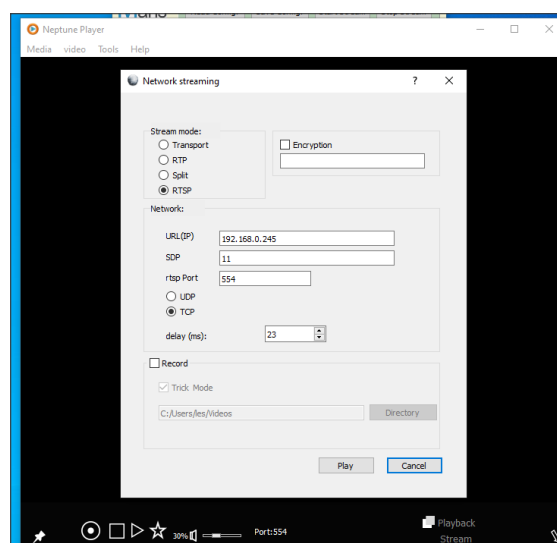 Neptune Player
Media video Tools Help
Network streaming
Stream mode:
Transport
RTP
Split
RTSP
Encryption
Network:
URL(IP) 192.168.0.245
SDP 11
rtsp Port 554
UDP
TCP
delay (ms): 23
Record
Trick Mode
C:/Users/les/Videos Directory
Play Cancel
30% Port:554 Playback
Stream